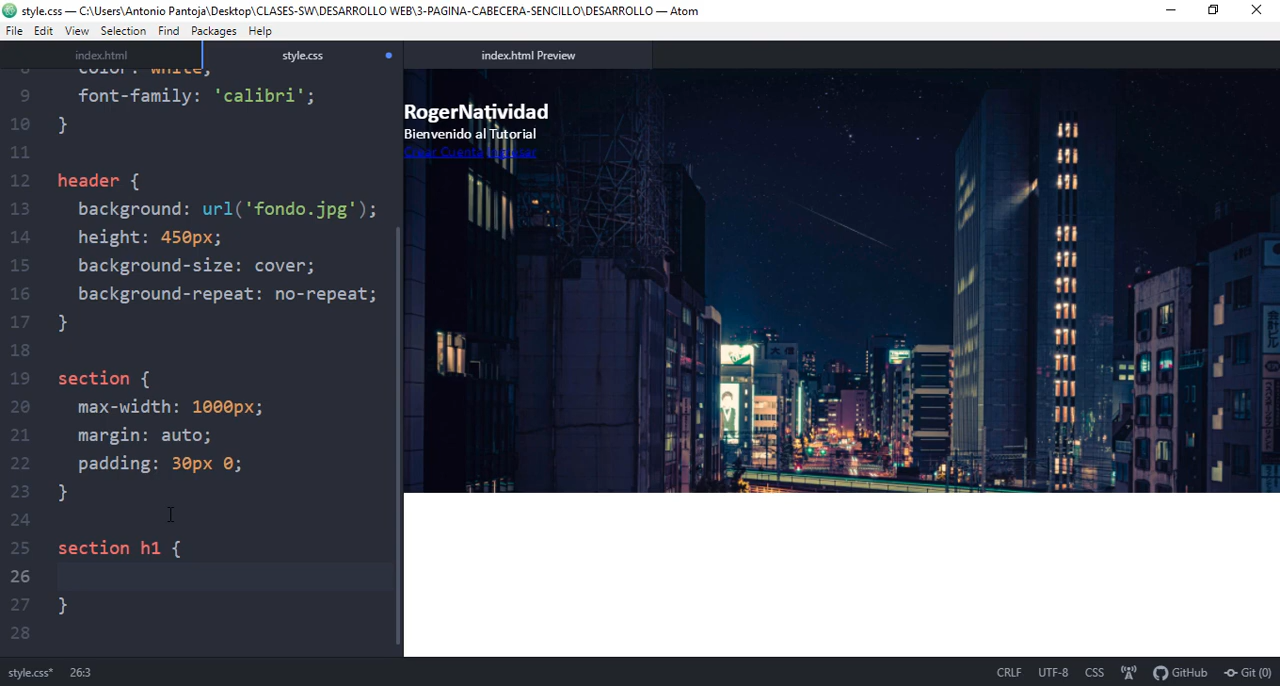 style.css — C:\Users\Antonio Pantoja\Desktop\CLASES-SW\DESARROLLO WEB\3-PAGINA-CABECERA-SENCILLO\DESARROLLO — Atom
File Edit View Selection Find Packages Help
index.html style.css index.html Preview
8 color: white;
9 font-family: 'calibri';
10 }
11
12 header {
13 background: url('fondo.jpg');
14 height: 450px;
15 background-size: cover;
16 background-repeat: no-repeat;
17 }
18
19 section {
20 max-width: 1000px;
21 margin: auto;
22 padding: 30px 0;
23 }
24
25 section h1 {
26
27 }
28
RogerNatividad
Bienvenido al Tutorial
Crear Cuenta Ingresar
style.css* 26:3 CRLF UTF-8 CSS GitHub Git (0)